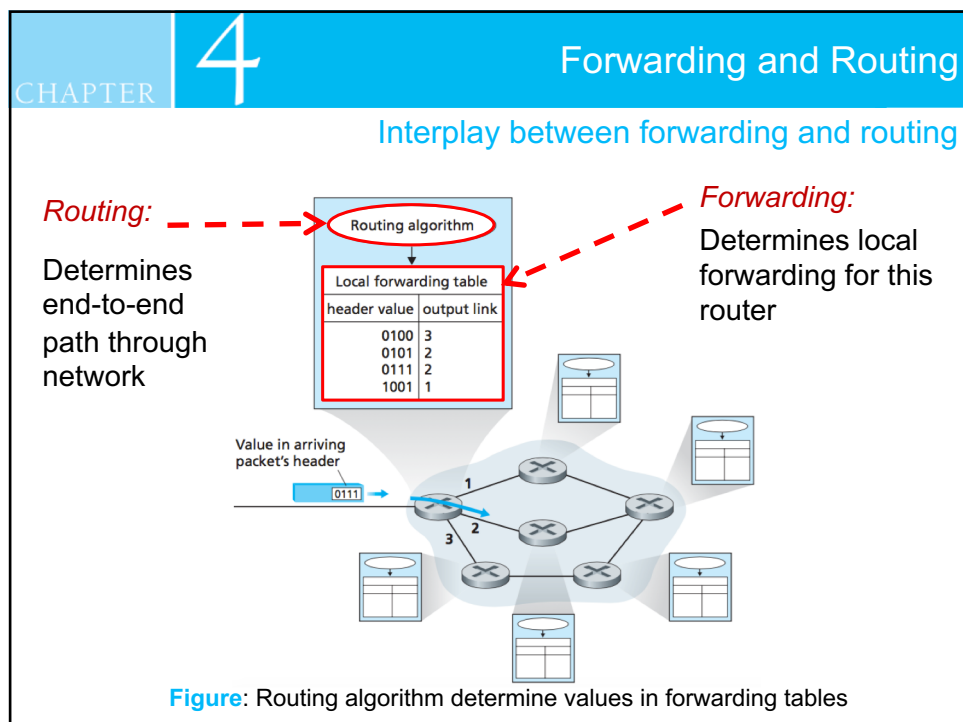 CHAPTER 4
Forwarding and Routing
Interplay between forwarding and routing
Routing:
Determines
end-to-end
path through
network
Forwarding:
Determines local
forwarding for this
router
Routing algorithm
Local forwarding table
header value output link
0100 3
0101 2
0111 2
1001 1
Value in arriving
packet's header
0111
1
2
3
Figure: Routing algorithm determine values in forwarding tables